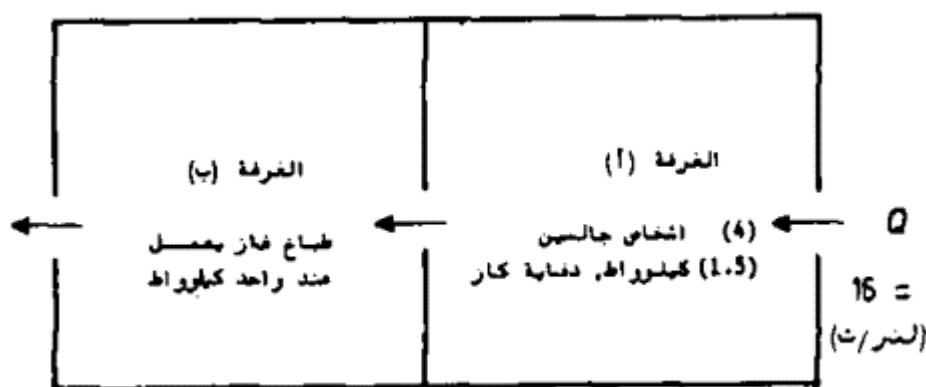 الغرفة (أ)
(4) اشخاص جالسين
(1.5) كيلوواط, دفاية كاز
الغرفة (ب)
طباخ غاز يعمل
عند واحد كيلوواط
Q
16 =
(لتر/ث)